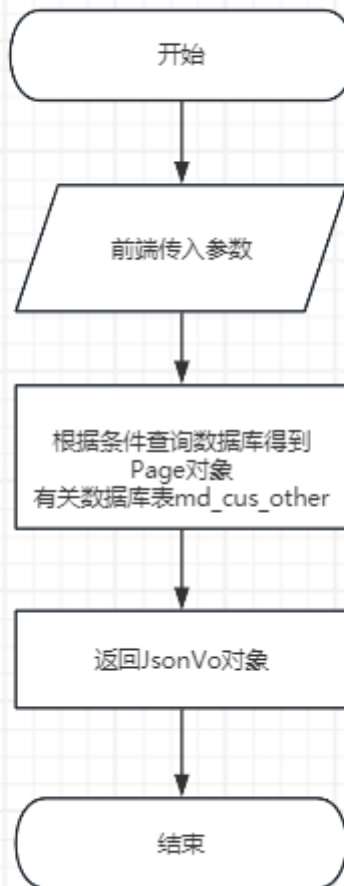 开始
前端传入参数
根据条件查询数据库得到
Page对象
有关数据库表md_cus_other
返回JsonVo对象
结束